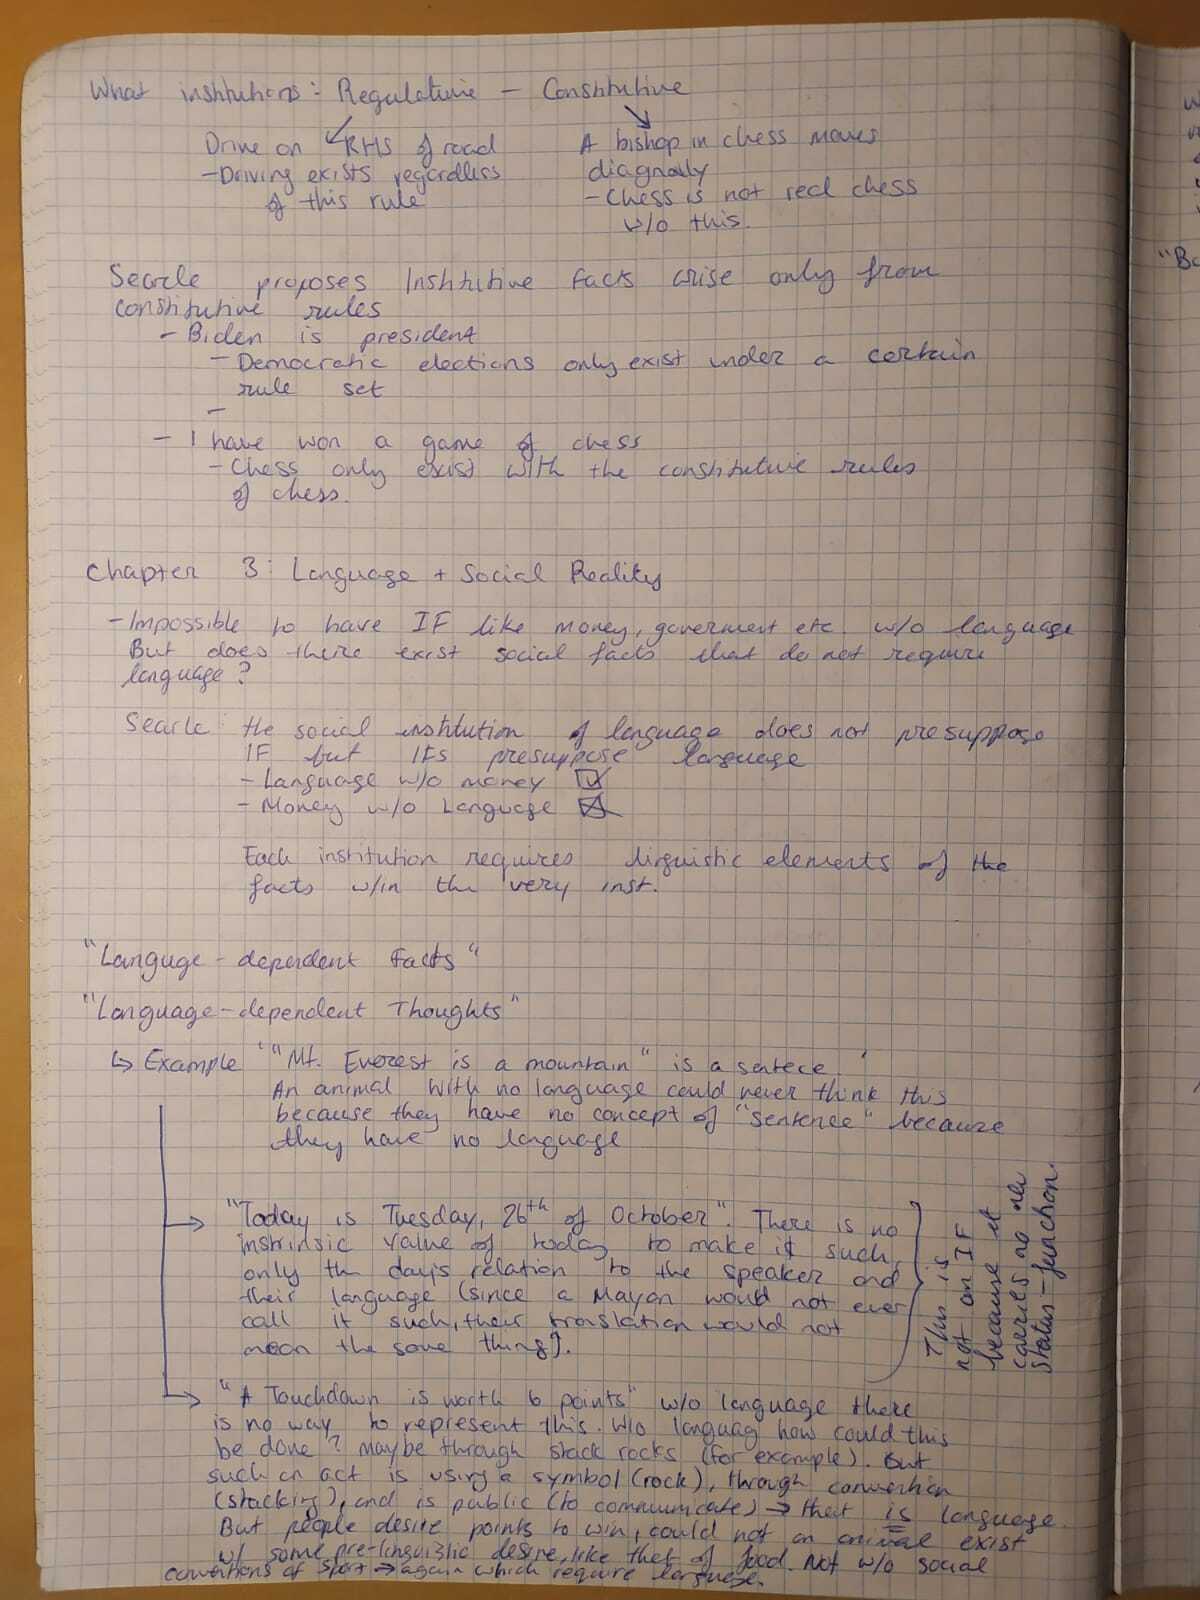 What institutions: Regulative - Constitutive
Drive on RHS of road
- Driving exists regardless
of this rule
A bishop in chess moves
diagnolly
- Chess is not real chess
w/o this.
Searle proposes Institutive Facts arise only from
constitutive rules
- Biden is president
- Democratic elections only exist under a certain
rule set
-
- I have won a game of chess
- Chess only exist with the constitutive rules
of chess.
Chapter 3: Language + Social Reality
- Impossible to have IF like money, goverment etc. w/o language
But does there exist social facts that do not require
language?
Searle: the social institution of language does not presuppose
IF but IFs presuppose language
- Language w/o money ☑
- Money w/o Language ☒
Each institution requires linguistic elements of the
facts w/in the very inst.
"Languge-dependent Facts"
"Language-dependent Thoughts"
↳ Example '"Mt. Everest is a mountain" is a sentece.'
An animal with no language could never think this
because they have no concept of "sentence" because
they have no language
→ "Today is Tuesday, 26th of October". There is no
instrinsic value of today to make it such,
only the days relation to the speaker and
their language (since a Mayan would not ever
call it such, their translation would not
mean the same thing).
This is
not an IF
because it
carries no new
status-function.
→ "A Touchdown is worth 6 points" w/o language there
is no way to represent this. W/o languag how could this
be done? maybe through stack rocks (for example). But
such an act is using a symbol (rock), through convention
(stacking), and is public (to communicate) → that is language.
But people desire points to win, could not an animal exist
w/ some pre-linguistic desire, like that of food. Not w/o social
conventions of sport → again which require language.
"Bo